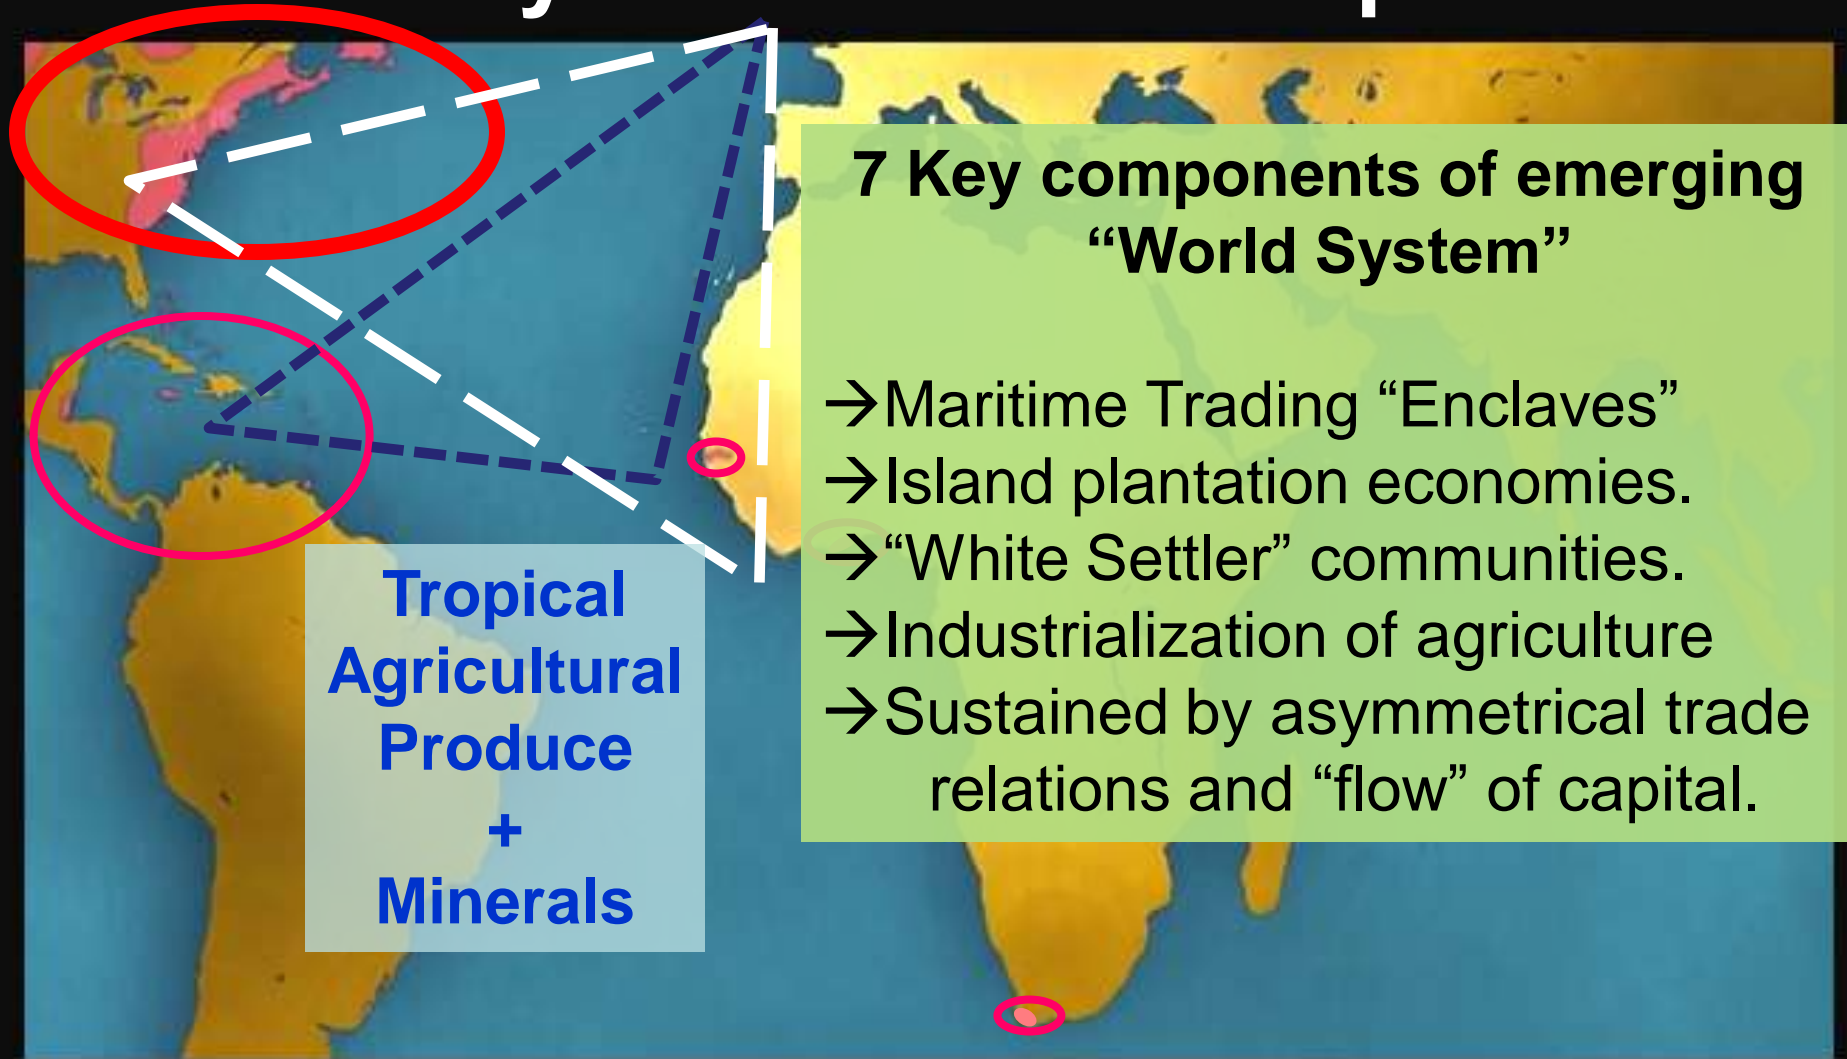 7 Key components of emerging
“World System”
→Maritime Trading “Enclaves”
→Island plantation economies.
→“White Settler” communities.
→Industrialization of agriculture
→Sustained by asymmetrical trade
relations and “flow” of capital.
Tropical
Agricultural
Produce
+
Minerals